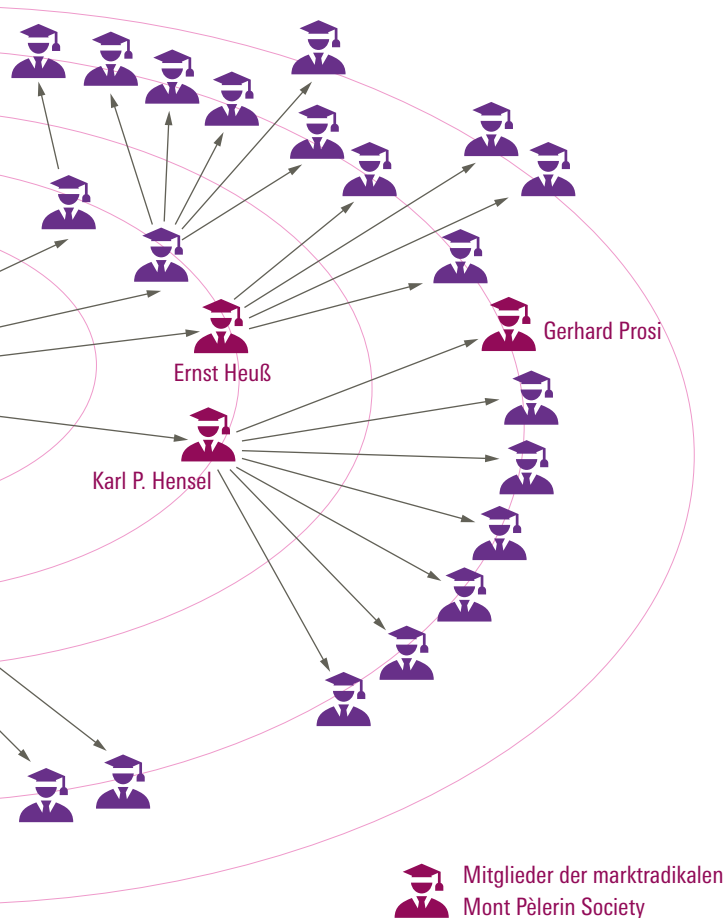 Gerhard Prosi
Ernst Heuß
Karl P. Hensel
Mitglieder der marktradikalen
Mont Pèlerin Society